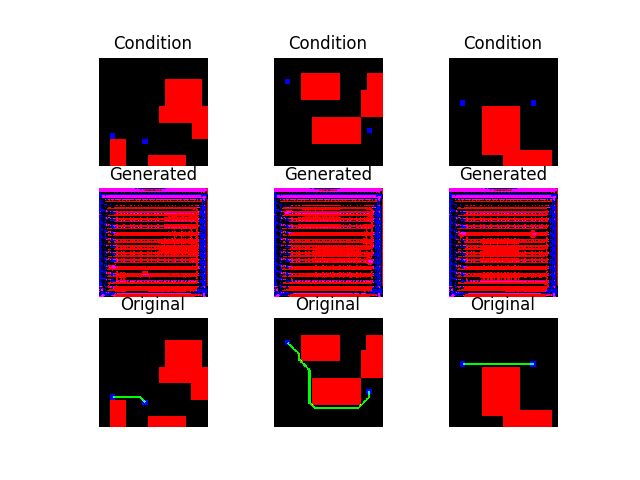 Condition Condition Condition
Generated Generated Generated
Original Original Original